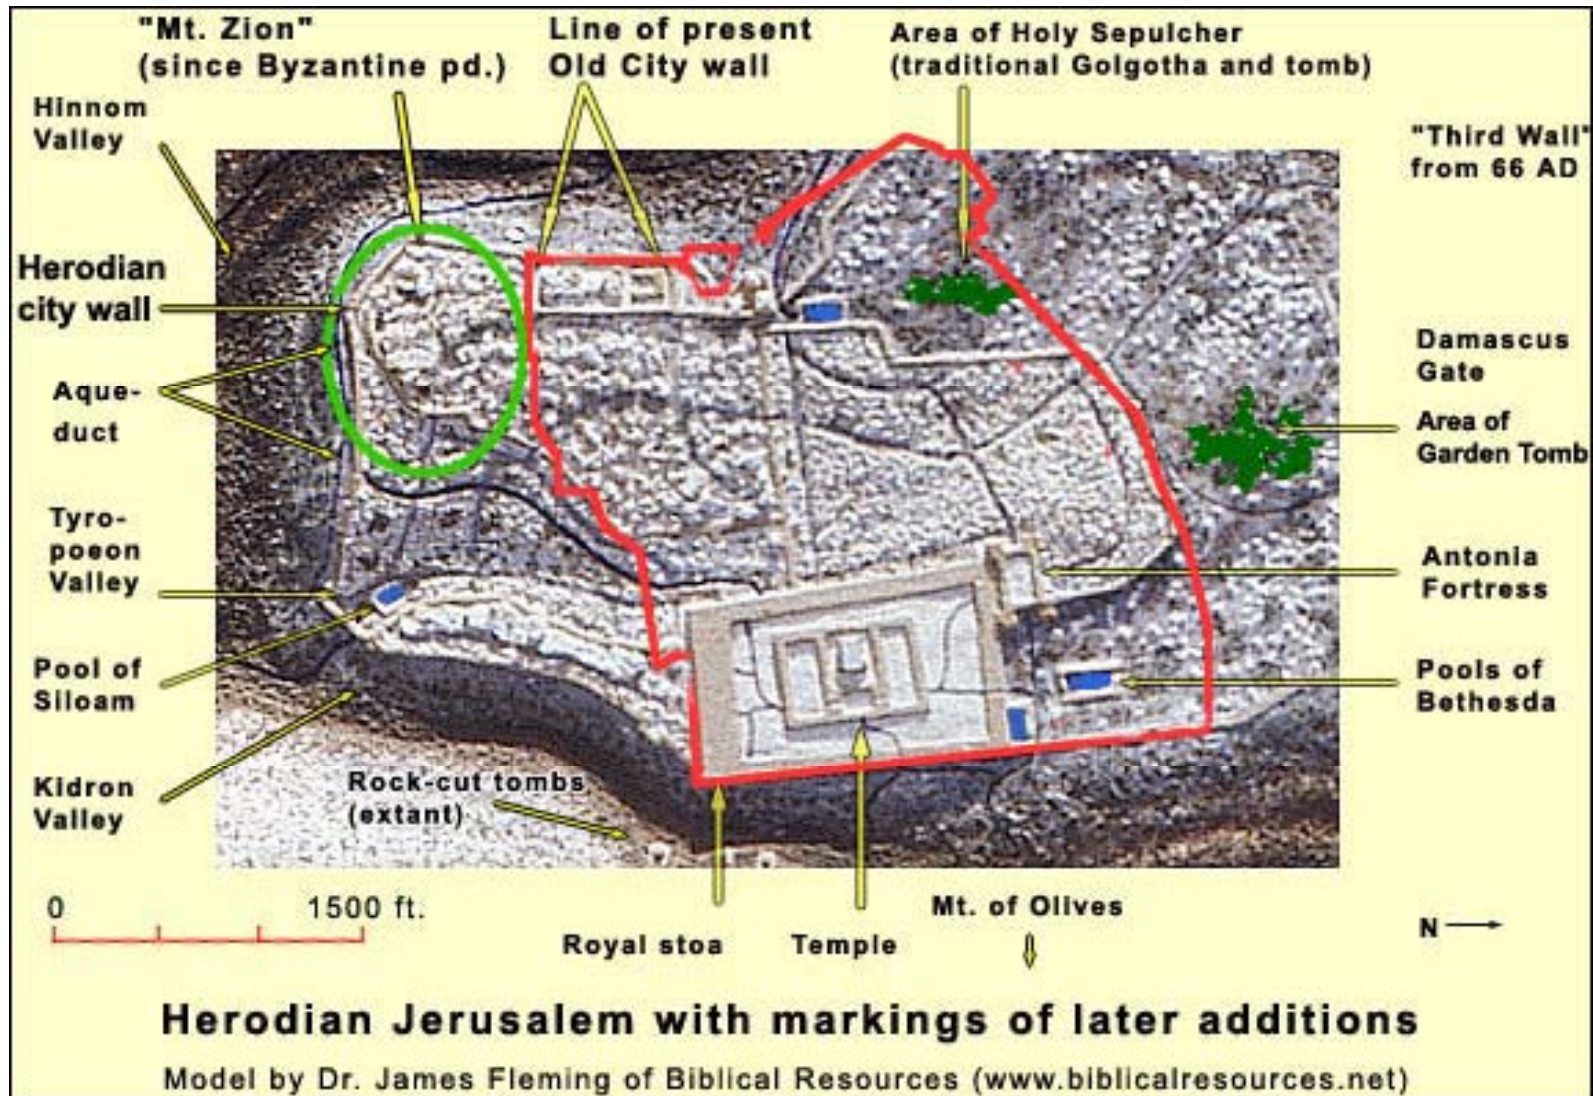 "Mt. Zion"
(since Byzantine pd.)
Line of present
Old City wall
Area of Holy Sepulcher
(traditional Golgotha and tomb)
Hinnom
Valley
"Third Wall"
from 66 AD
Herodian
city wall
Aque-
duct
Tyro-
poeon
Valley
Pool of
Siloam
Kidron
Valley
Damascus
Gate
Area of
Garden Tomb
Antonia
Fortress
Pools of
Bethesda
Rock-cut tombs
(extant)
0 1500 ft.
Royal stoa
Temple
Mt. of Olives
N
Herodian Jerusalem with markings of later additions
Model by Dr. James Fleming of Biblical Resources (www.biblicalresources.net)